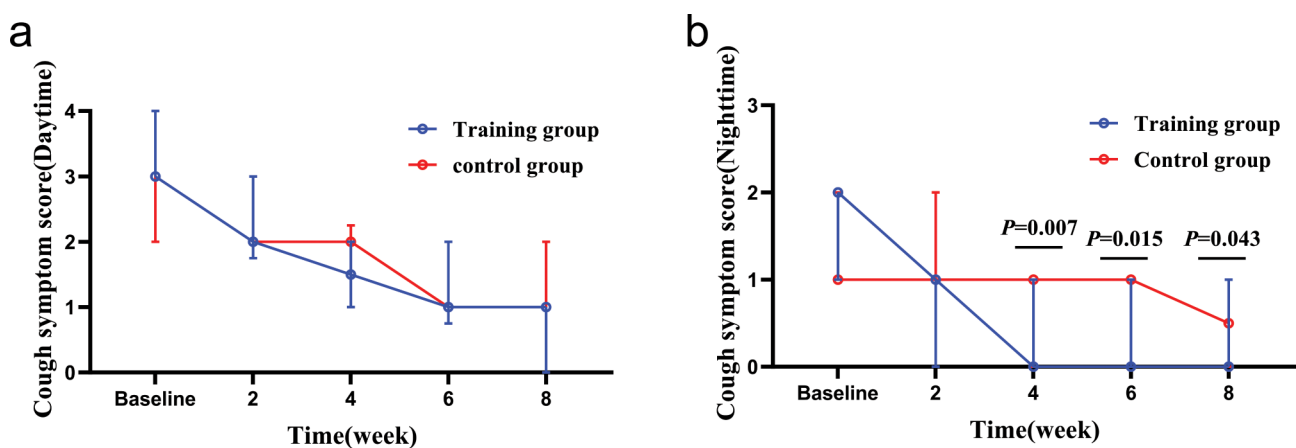 a
Cough symptom score(Daytime)
4
3
2
1
0
Training group
control group
Baseline 2 4 6 8
Time(week)
b
Cough symptom score(Nighttime)
3
2
1
0
Training group
Control group
P=0.007
P=0.015
P=0.043
Baseline 2 4 6 8
Time(week)